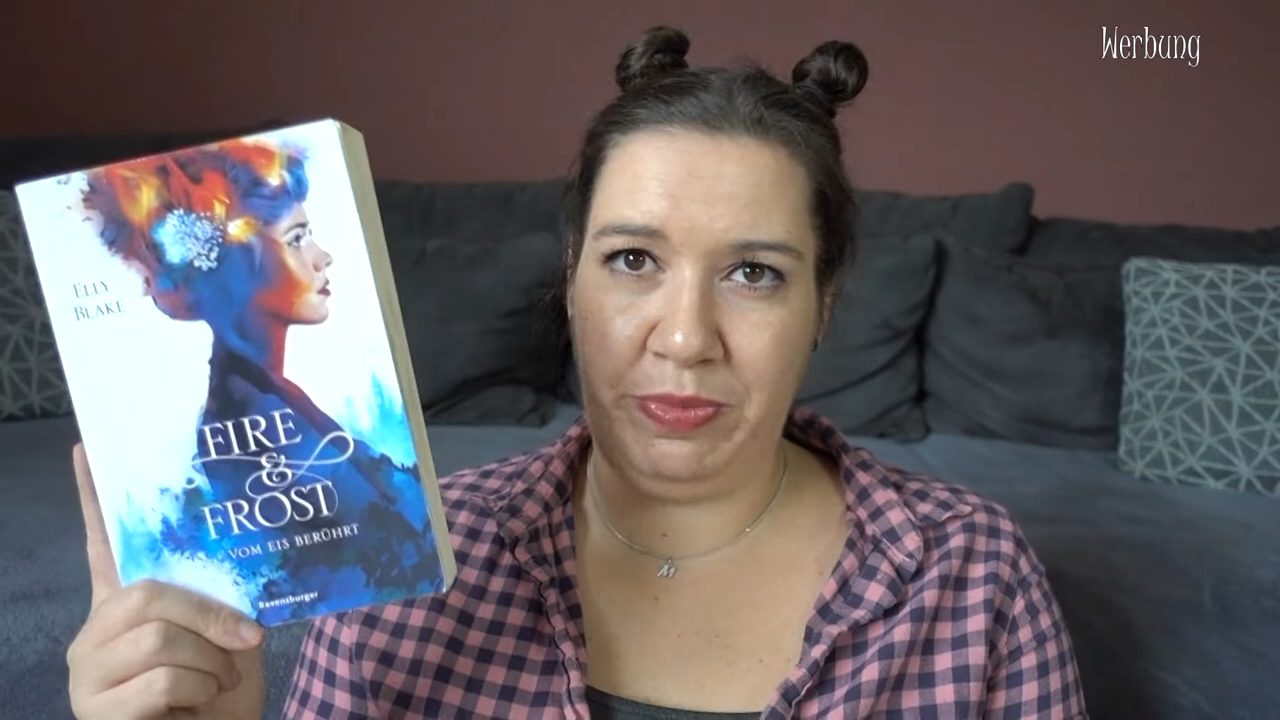 Werbung
ELLY
BLAKE
FIRE
&
FROST
VOM EIS BERÜHRT
Ravensburger
M